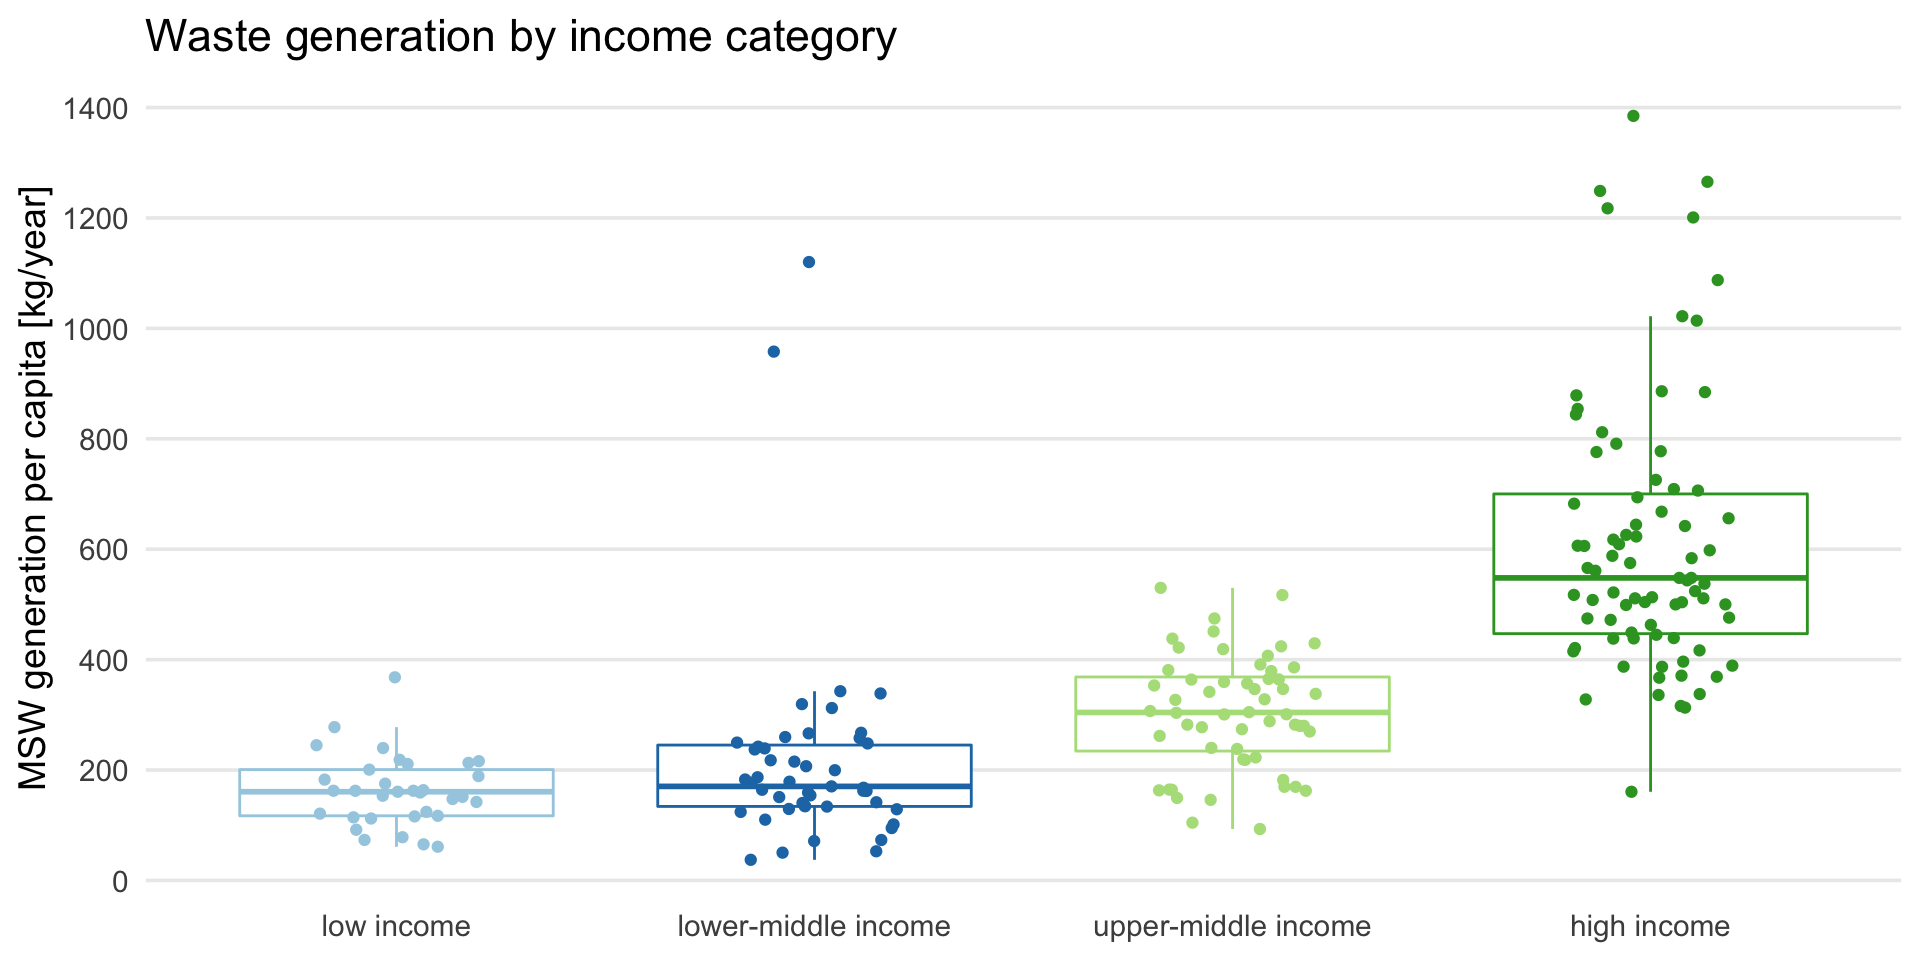 Waste generation by income category
MSW generation per capita [kg/year]
1400
1200
1000
800
600
400
200
0
low income
lower-middle income
upper-middle income
high income